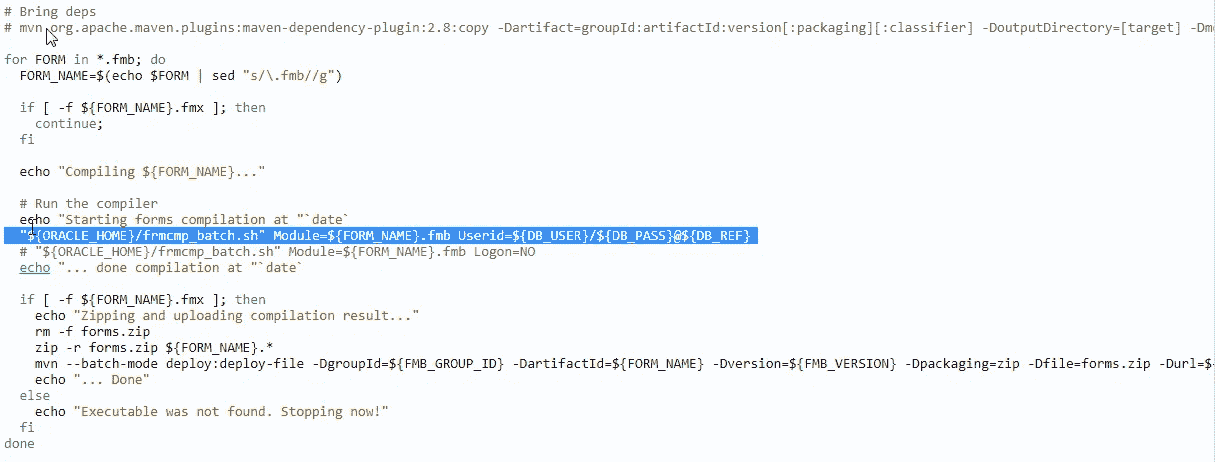 # Bring deps
# mvn org.apache.maven.plugins:maven-dependency-plugin:2.8:copy -Dartifact=groupId:artifactId:version[:packaging][:classifier] -DoutputDirectory=[target] -Dm
for FORM in *.fmb; do
FORM_NAME=$(echo $FORM | sed "s/\.fmb//g")
if [ -f ${FORM_NAME}.fmx ]; then
continue;
fi
echo "Compiling ${FORM_NAME}..."
# Run the compiler
echo "Starting forms compilation at "`date`
"${ORACLE_HOME}/frmcmp_batch.sh" Module=${FORM_NAME}.fmb Userid=${DB_USER}/${DB_PASS}@${DB_REF}
# "${ORACLE_HOME}/frmcmp_batch.sh" Module=${FORM_NAME}.fmb Logon=NO
echo "... done compilation at "`date`
if [ -f ${FORM_NAME}.fmx ]; then
echo "Zipping and uploading compilation result..."
rm -f forms.zip
zip -r forms.zip ${FORM_NAME}.*
mvn --batch-mode deploy:deploy-file -DgroupId=${FMB_GROUP_ID} -DartifactId=${FORM_NAME} -Dversion=${FMB_VERSION} -Dpackaging=zip -Dfile=forms.zip -Durl=$
echo "... Done"
else
echo "Executable was not found. Stopping now!"
fi
done